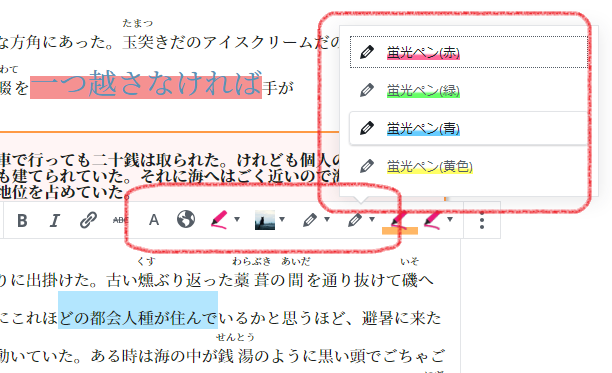 たまつ
な方角にあった。玉突きだのアイスクリームだの
わて
畷を一つ越さなければ手が
蛍光ペン(赤)
蛍光ペン(緑)
蛍光ペン(青)
蛍光ペン(黄色)
車で行っても二十銭は取られた。けれども個人の
も建てられていた。それに海へはごく近いので海
地位を占めていた。
B I ABC A
くす わらぶき あいだ いそ
りに出掛けた。古い燻ぶり返った藁葺の間を通り抜けて磯へ
にこれほどの都会人種が住んでいるかと思うほど、避暑に来た
せんとう
動いていた。ある時は海の中が銭湯のように黒い頭でごちゃご